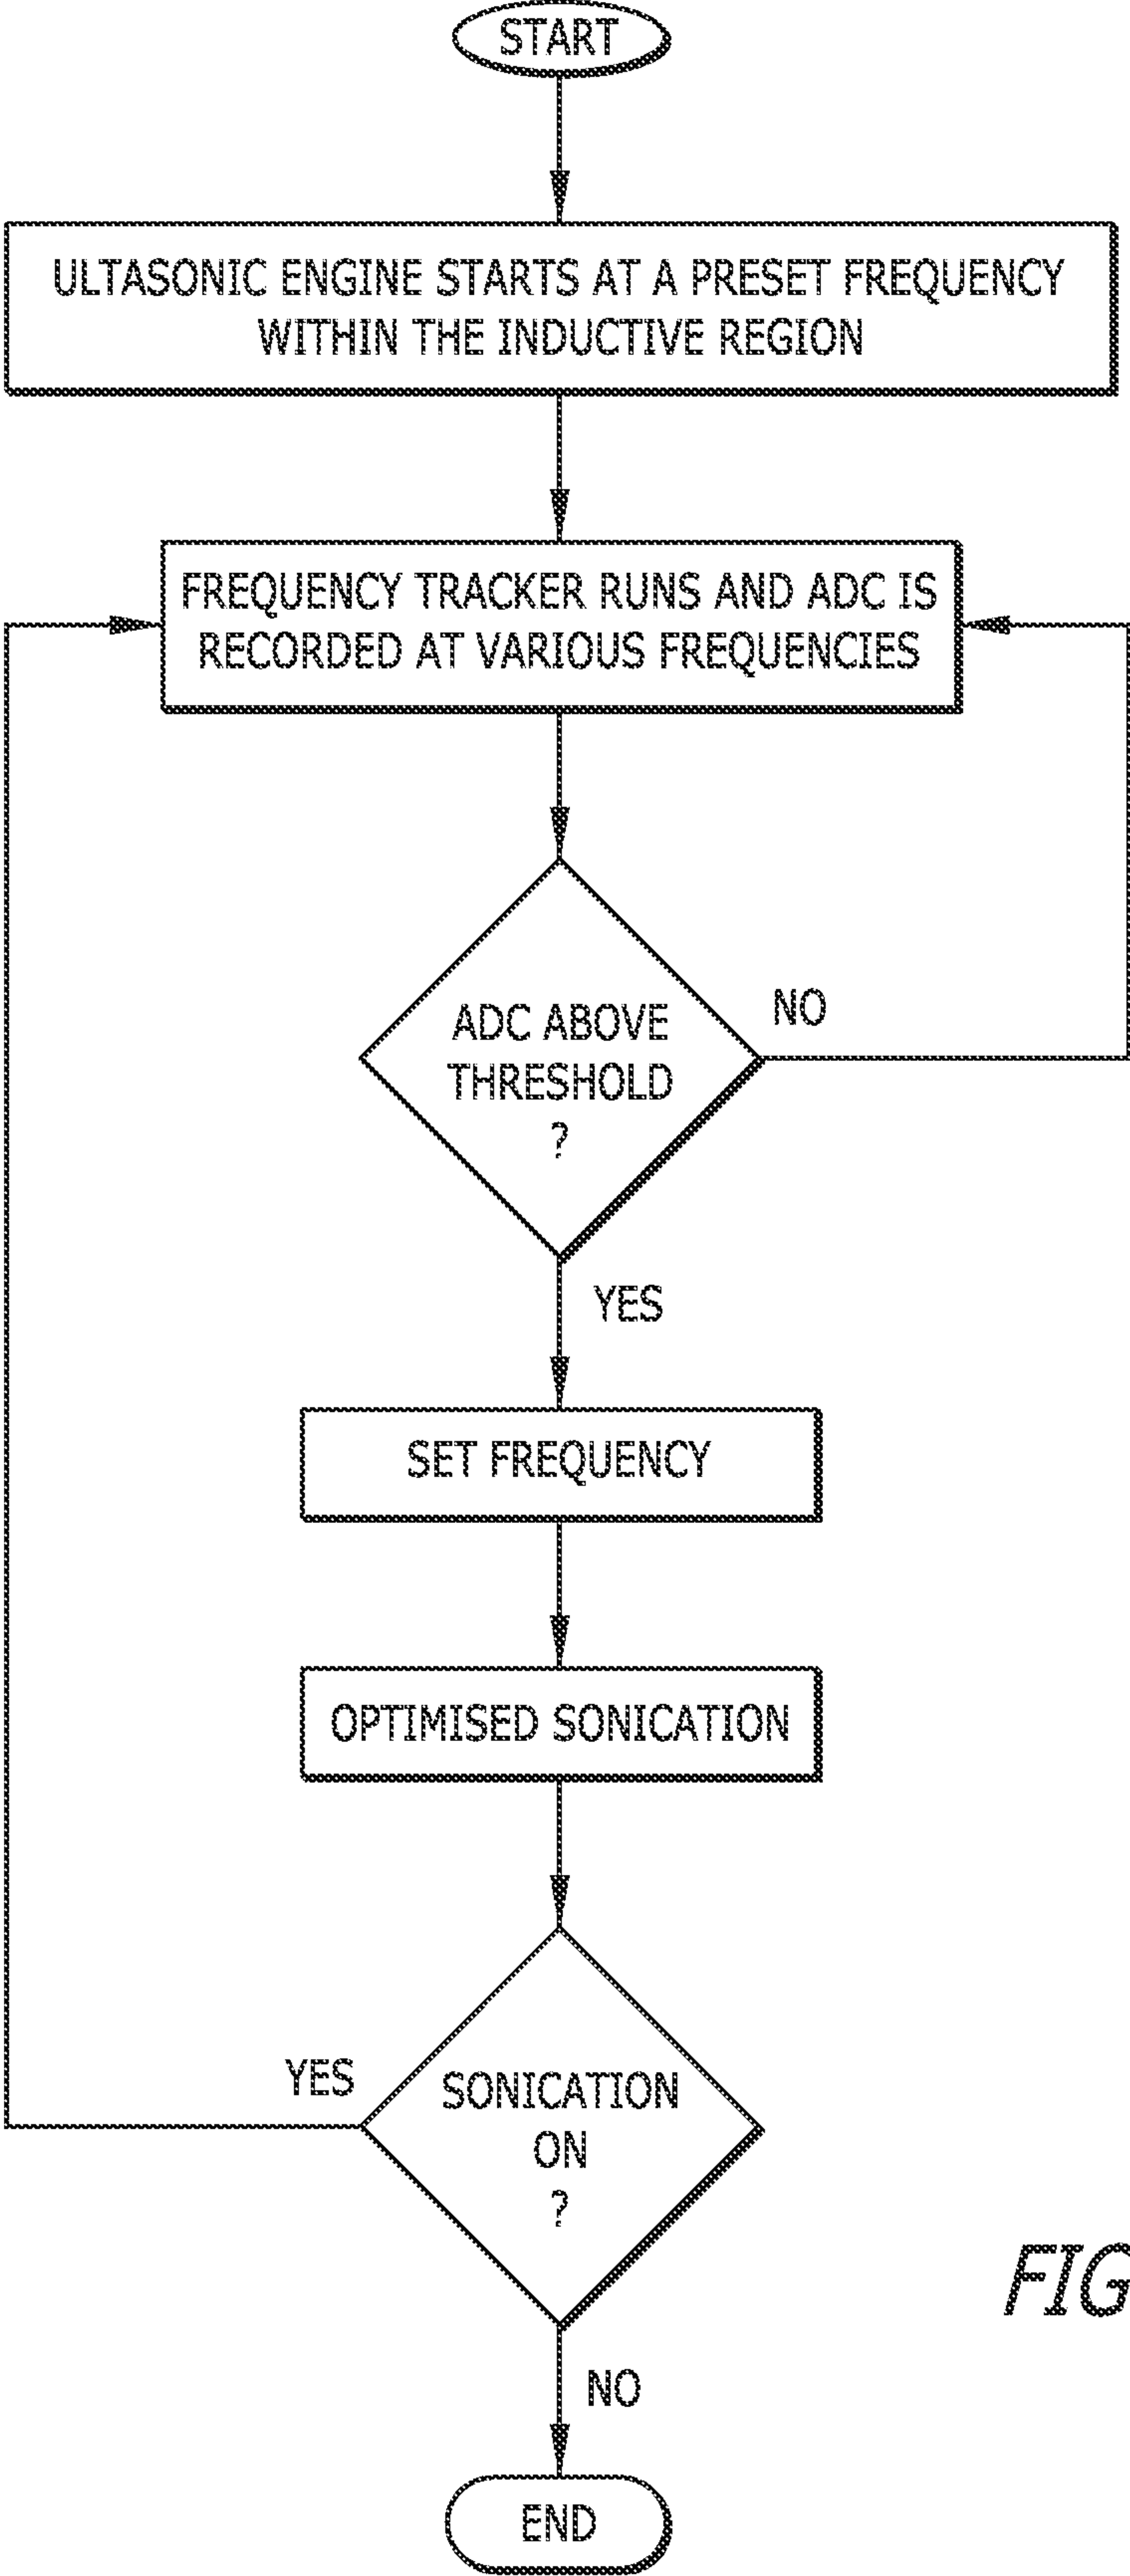 START
ULTASONIC ENGINE STARTS AT A PRESET FREQUENCY
WITHIN THE INDUCTIVE REGION
FREQUENCY TRACKER RUNS AND ADC IS
RECORDED AT VARIOUS FREQUENCIES
ADC ABOVE
THRESHOLD
?
NO
YES
SET FREQUENCY
OPTIMISED SONICATION
YES
SONICATION
ON
?
NO
END
FIG